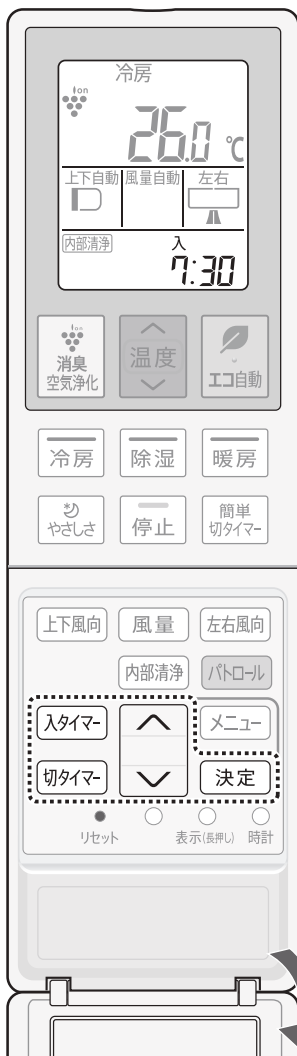 冷房
ion
26.0 ℃
上下自動 風量自動 左右
内部清浄 入
7:30
ion
消臭
空気浄化
温度
エコ自動
冷房 除湿 暖房
やさしさ 停止 簡単
切タイマー
上下風向 風量 左右風向
内部清浄 パトロール
入タイマー メニュー
切タイマー 決定
リセット 表示(長押し) 時計